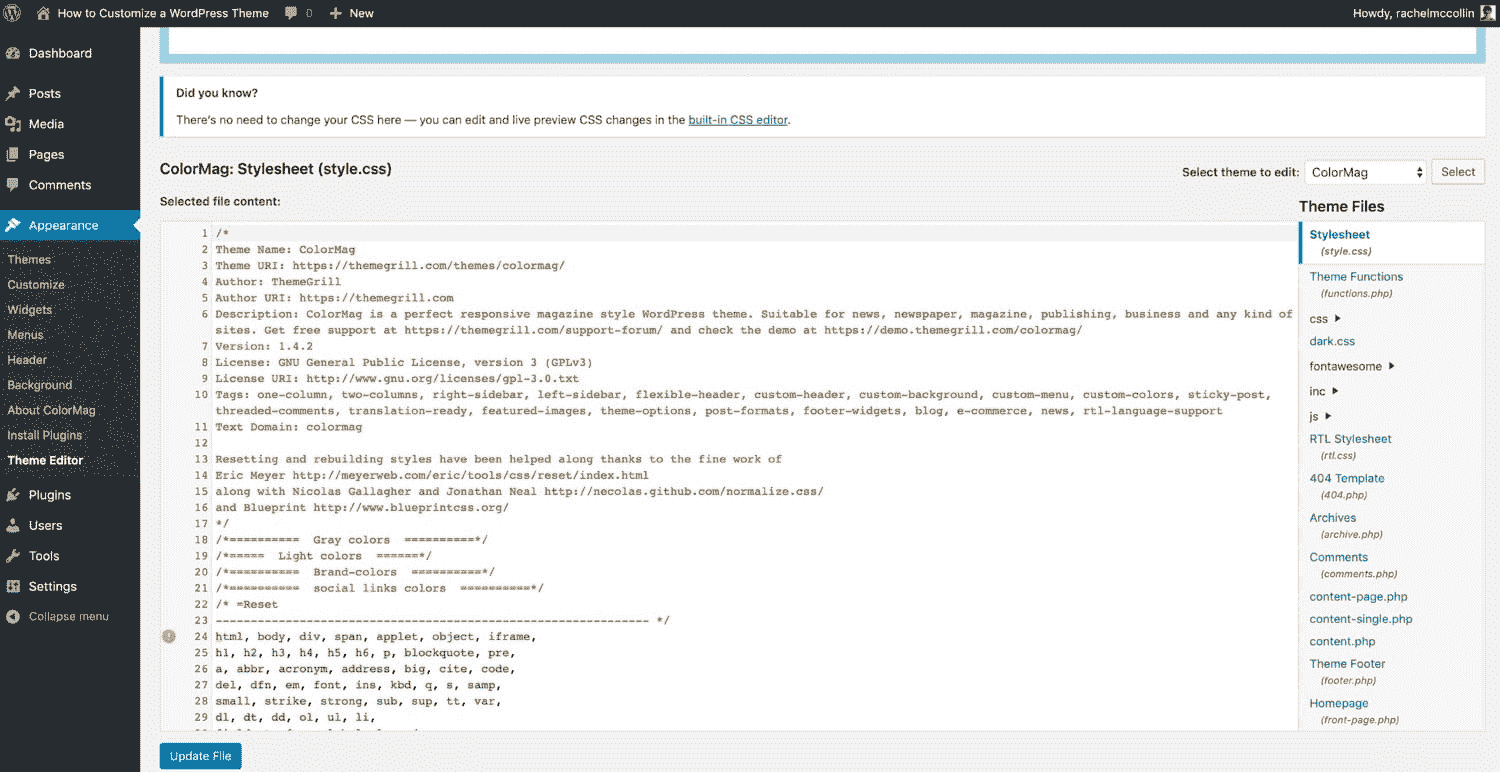 How to Customize a WordPress Theme 0 New Howdy, rachelmccollin
Dashboard
Posts
Media
Pages
Comments
Appearance
Themes
Customize
Widgets
Menus
Header
Background
About ColorMag
Install Plugins
Theme Editor
Plugins
Users
Tools
Settings
Collapse menu
Did you know?
There's no need to change your CSS here — you can edit and live preview CSS changes in the built-in CSS editor.
ColorMag: Stylesheet (style.css)
Select theme to edit: ColorMag Select
Selected file content:
1 /*
2 Theme Name: ColorMag
3 Theme URI: https://themegrill.com/themes/colormag/
4 Author: ThemeGrill
5 Author URI: https://themegrill.com
6 Description: ColorMag is a perfect responsive magazine style WordPress theme. Suitable for news, newspaper, magazine, publishing, business and any kind of
sites. Get free support at https://themegrill.com/support-forum/ and check the demo at https://demo.themegrill.com/colormag/
7 Version: 1.4.2
8 License: GNU General Public License, version 3 (GPLv3)
9 License URI: http://www.gnu.org/licenses/gpl-3.0.txt
10 Tags: one-column, two-columns, right-sidebar, left-sidebar, flexible-header, custom-header, custom-background, custom-menu, custom-colors, sticky-post,
threaded-comments, translation-ready, featured-images, theme-options, post-formats, footer-widgets, blog, e-commerce, news, rtl-language-support
11 Text Domain: colormag
12
13 Resetting and rebuilding styles have been helped along thanks to the fine work of
14 Eric Meyer http://meyerweb.com/eric/tools/css/reset/index.html
15 along with Nicolas Gallagher and Jonathan Neal http://necolas.github.com/normalize.css/
16 and Blueprint http://www.blueprintcss.org/
17 */
18 /*========== Gray colors ==========*/
19 /*===== Light colors ======*/
20 /*========== Brand-colors ==========*/
21 /*========== social links colors ==========*/
22 /* =Reset
23 -------------------------------------------------------------- */
24 html, body, div, span, applet, object, iframe,
25 h1, h2, h3, h4, h5, h6, p, blockquote, pre,
26 a, abbr, acronym, address, big, cite, code,
27 del, dfn, em, font, ins, kbd, q, s, samp,
28 small, strike, strong, sub, sup, tt, var,
29 dl, dt, dd, ol, ul, li,
Theme Files
Stylesheet
(style.css)
Theme Functions
(functions.php)
css
dark.css
fontawesome
inc
js
RTL Stylesheet
(rtl.css)
404 Template
(404.php)
Archives
(archive.php)
Comments
(comments.php)
content-page.php
content-single.php
content.php
Theme Footer
(footer.php)
Homepage
(front-page.php)
Update File